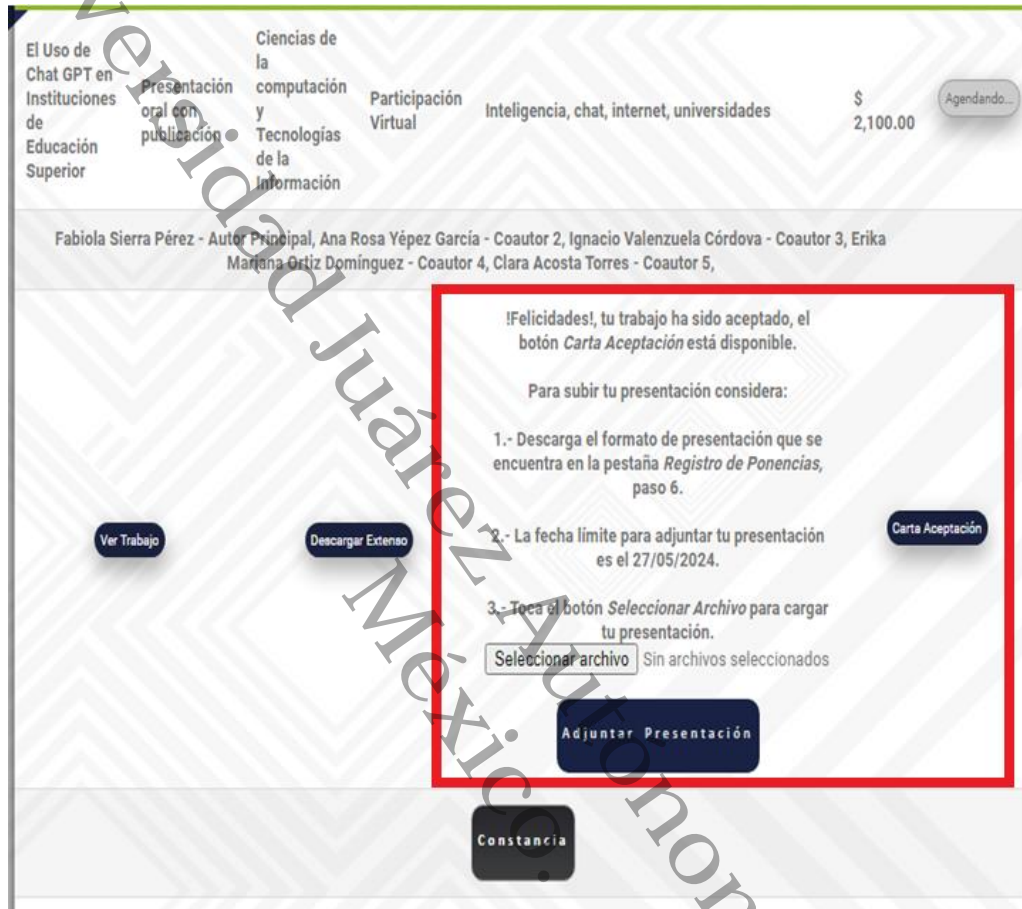 El Uso de
Chat GPT en
Instituciones
de
Educación
Superior
Presentación
oral con
publicación
Ciencias de
la
computación
y
Tecnologías
de la
Información
Participación
Virtual
Inteligencia, chat, internet, universidades
$
2,100.00
Agendando...
Fabiola Sierra Pérez - Autor Principal, Ana Rosa Yépez García - Coautor 2, Ignacio Valenzuela Córdova - Coautor 3, Erika
Mariana Ortiz Domínguez - Coautor 4, Clara Acosta Torres - Coautor 5,
!Felicidades!, tu trabajo ha sido aceptado, el
botón Carta Aceptación está disponible.
Para subir tu presentación considera:
1.- Descarga el formato de presentación que se
encuentra en la pestaña Registro de Ponencias,
paso 6.
2.- La fecha límite para adjuntar tu presentación
es el 27/05/2024.
3.- Toca el botón Seleccionar Archivo para cargar
tu presentación.
Seleccionar archivo Sin archivos seleccionados
Adjuntar Presentación
Ver Trabajo
Descargar Extenso
Carta Aceptación
Constancia
versidad Juárez Autónom
México.